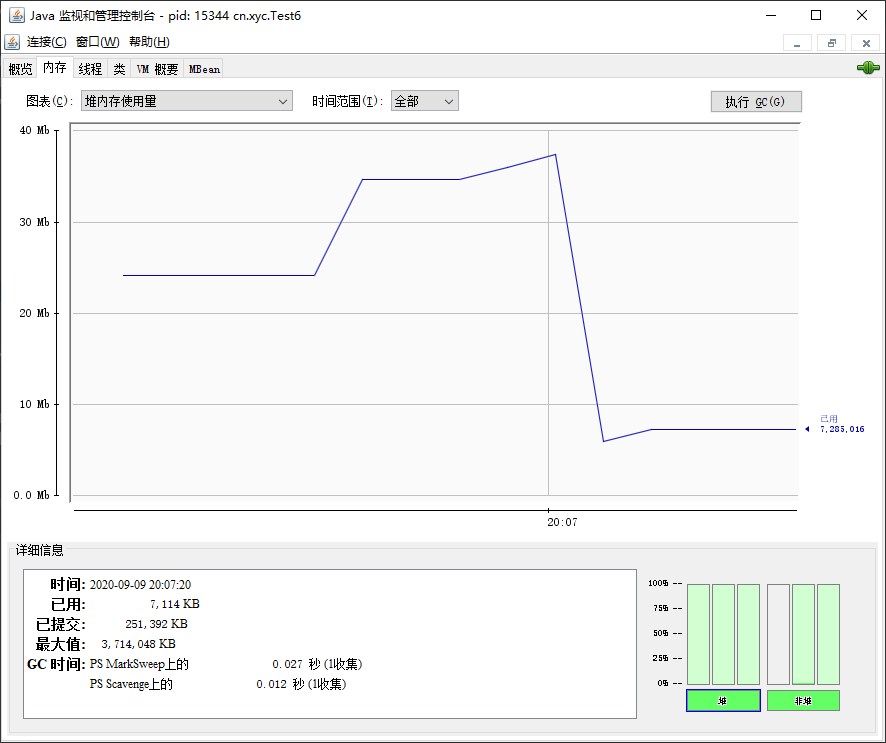 Java 监视和管理控制台 - pid: 15344 cn.xyc.Test6
连接(C) 窗口(W) 帮助(H)
概览 内存 线程 类 VM 概要 MBean
图表(C): 堆内存使用量 时间范围(I): 全部 执行 GC(G)
40 Mb
30 Mb
20 Mb
10 Mb
已用
7,285,016
0.0 Mb
20:07
详细信息
时间: 2020-09-09 20:07:20
已用: 7,114 KB
已提交: 251,392 KB
最大值: 3,714,048 KB
GC 时间: PS MarkSweep上的 0.027 秒 (1收集)
PS Scavenge上的 0.012 秒 (1收集)
100% --
75% --
50% --
25% --
0% --
堆 非堆